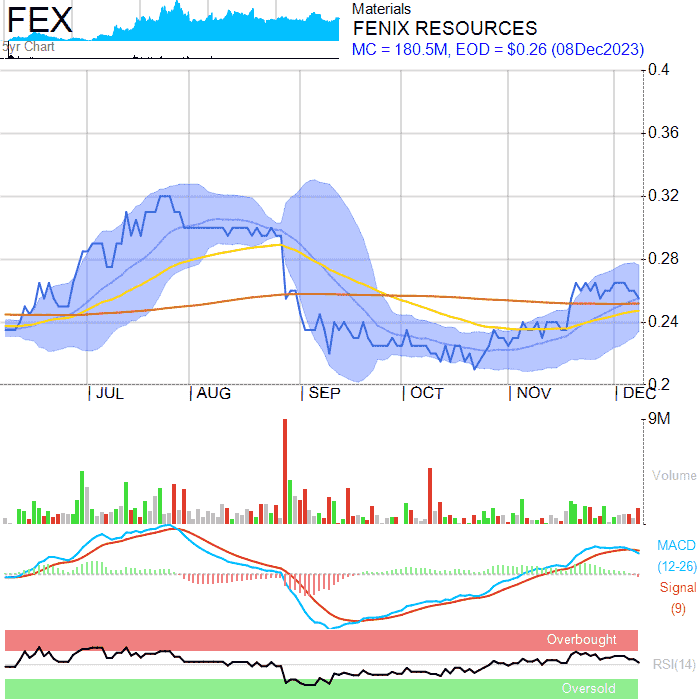 FEX
5yr Chart
Materials
FENIX RESOURCES
MC = 180.5M, EOD = $0.26 (08Dec2023)
0.4
0.36
0.32
0.28
0.24
0.2
JUL AUG SEP OCT NOV DEC
9M
Volume
MACD
(12-26)
Signal
(9)
Overbought
RSI(14)
Oversold